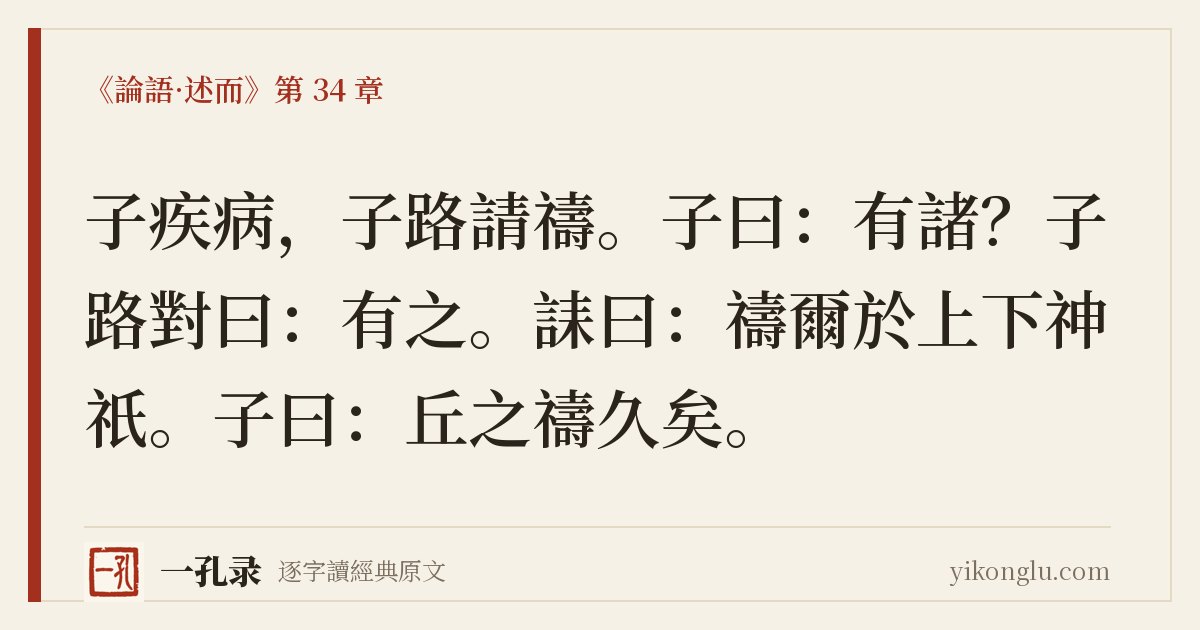 《論語·述而》第 34 章
子疾病，子路請禱。子曰：有諸？子
路對曰：有之。誄曰：禱爾於上下神
祇。子曰：丘之禱久矣。
一孔
一孔录 逐字讀經典原文
yikonglu.com